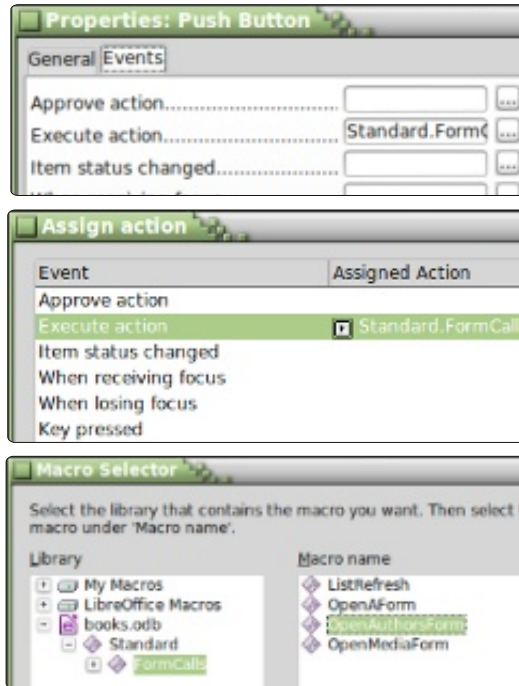 Properties: Push Button
General Events
Approve action..............................
Execute action.............................. Standard.Form
Item status changed.....................
Assign action
Event Assigned Action
Approve action
Execute action Standard.FormCall
Item status changed
When receiving focus
When losing focus
Key pressed
Macro Selector
Select the library that contains the macro you want. Then select
macro under 'Macro name'.
Library Macro name
My Macros ListRefresh
LibreOffice Macros OpenAForm
books.odb OpenAuthorsForm
Standard OpenMediaForm
FormCalls